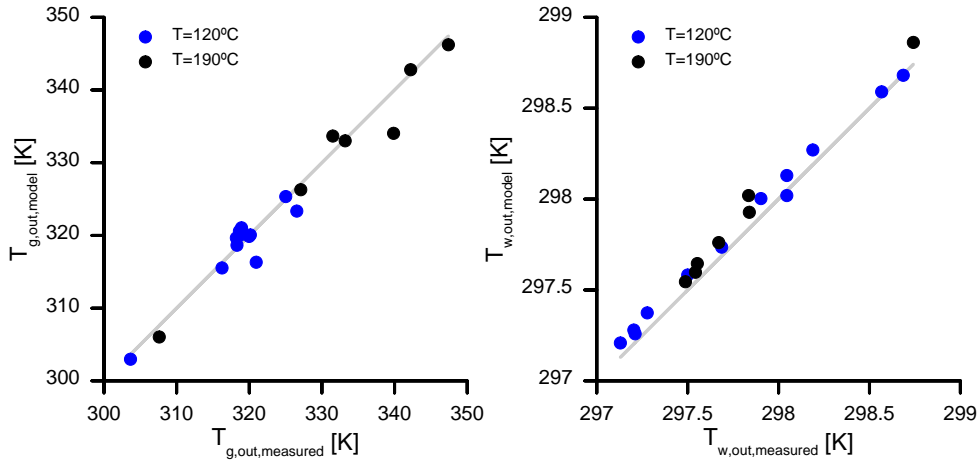 350
340
330
320
310
300
T=120ºC
T=190ºC
T_g,out,model [K]
300 310 320 330 340 350
T_g,out,measured [K]
299
298.5
298
297.5
297
T=120ºC
T=190ºC
T_w,out,model [K]
297 297.5 298 298.5 299
T_w,out,measured [K]